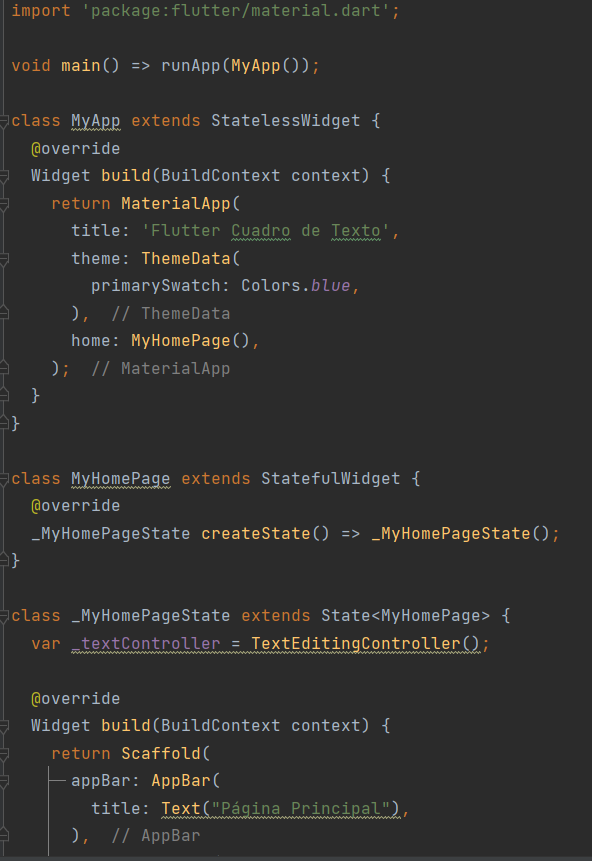 import 'package:flutter/material.dart';
void main() => runApp(MyApp());
class MyApp extends StatelessWidget {
@override
Widget build(BuildContext context) {
return MaterialApp(
title: 'Flutter Cuadro de Texto',
theme: ThemeData(
primarySwatch: Colors.blue,
), // ThemeData
home: MyHomePage(),
); // MaterialApp
}
}
class MyHomePage extends StatefulWidget {
@override
_MyHomePageState createState() => _MyHomePageState();
}
class _MyHomePageState extends State<MyHomePage> {
var _textController = TextEditingController();
@override
Widget build(BuildContext context) {
return Scaffold(
appBar: AppBar(
title: Text("Página Principal"),
), // AppBar